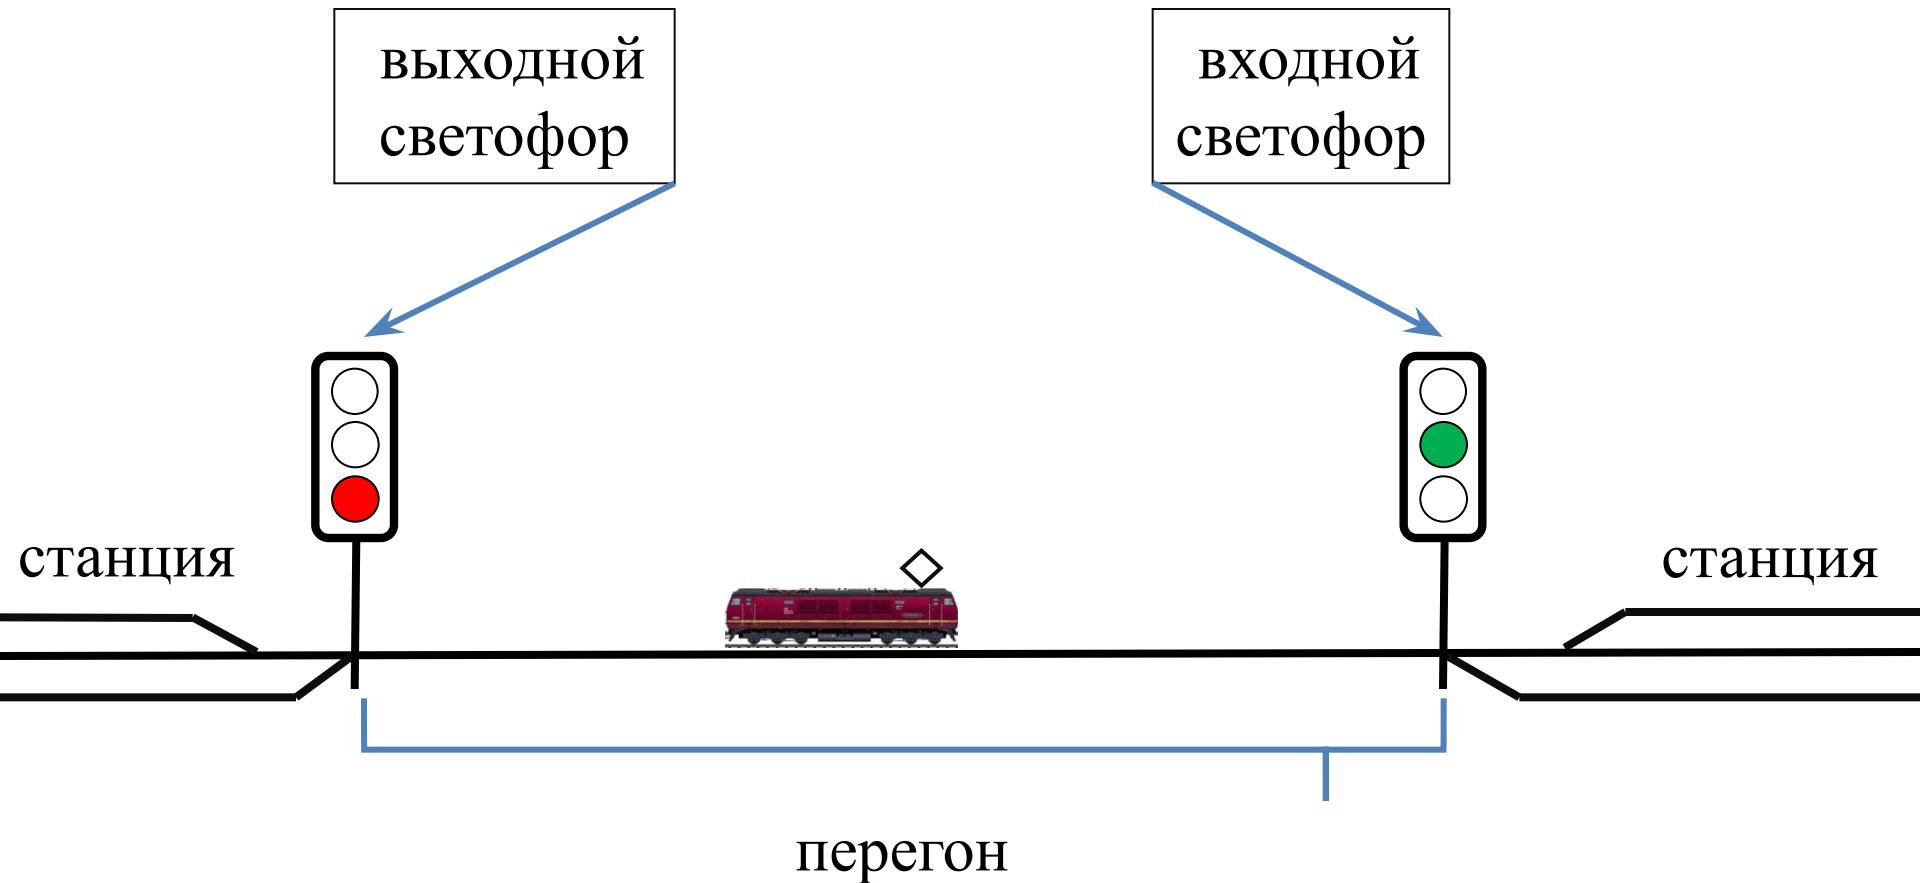 выходной
светофор
входной
светофор
станция
станция
перегон